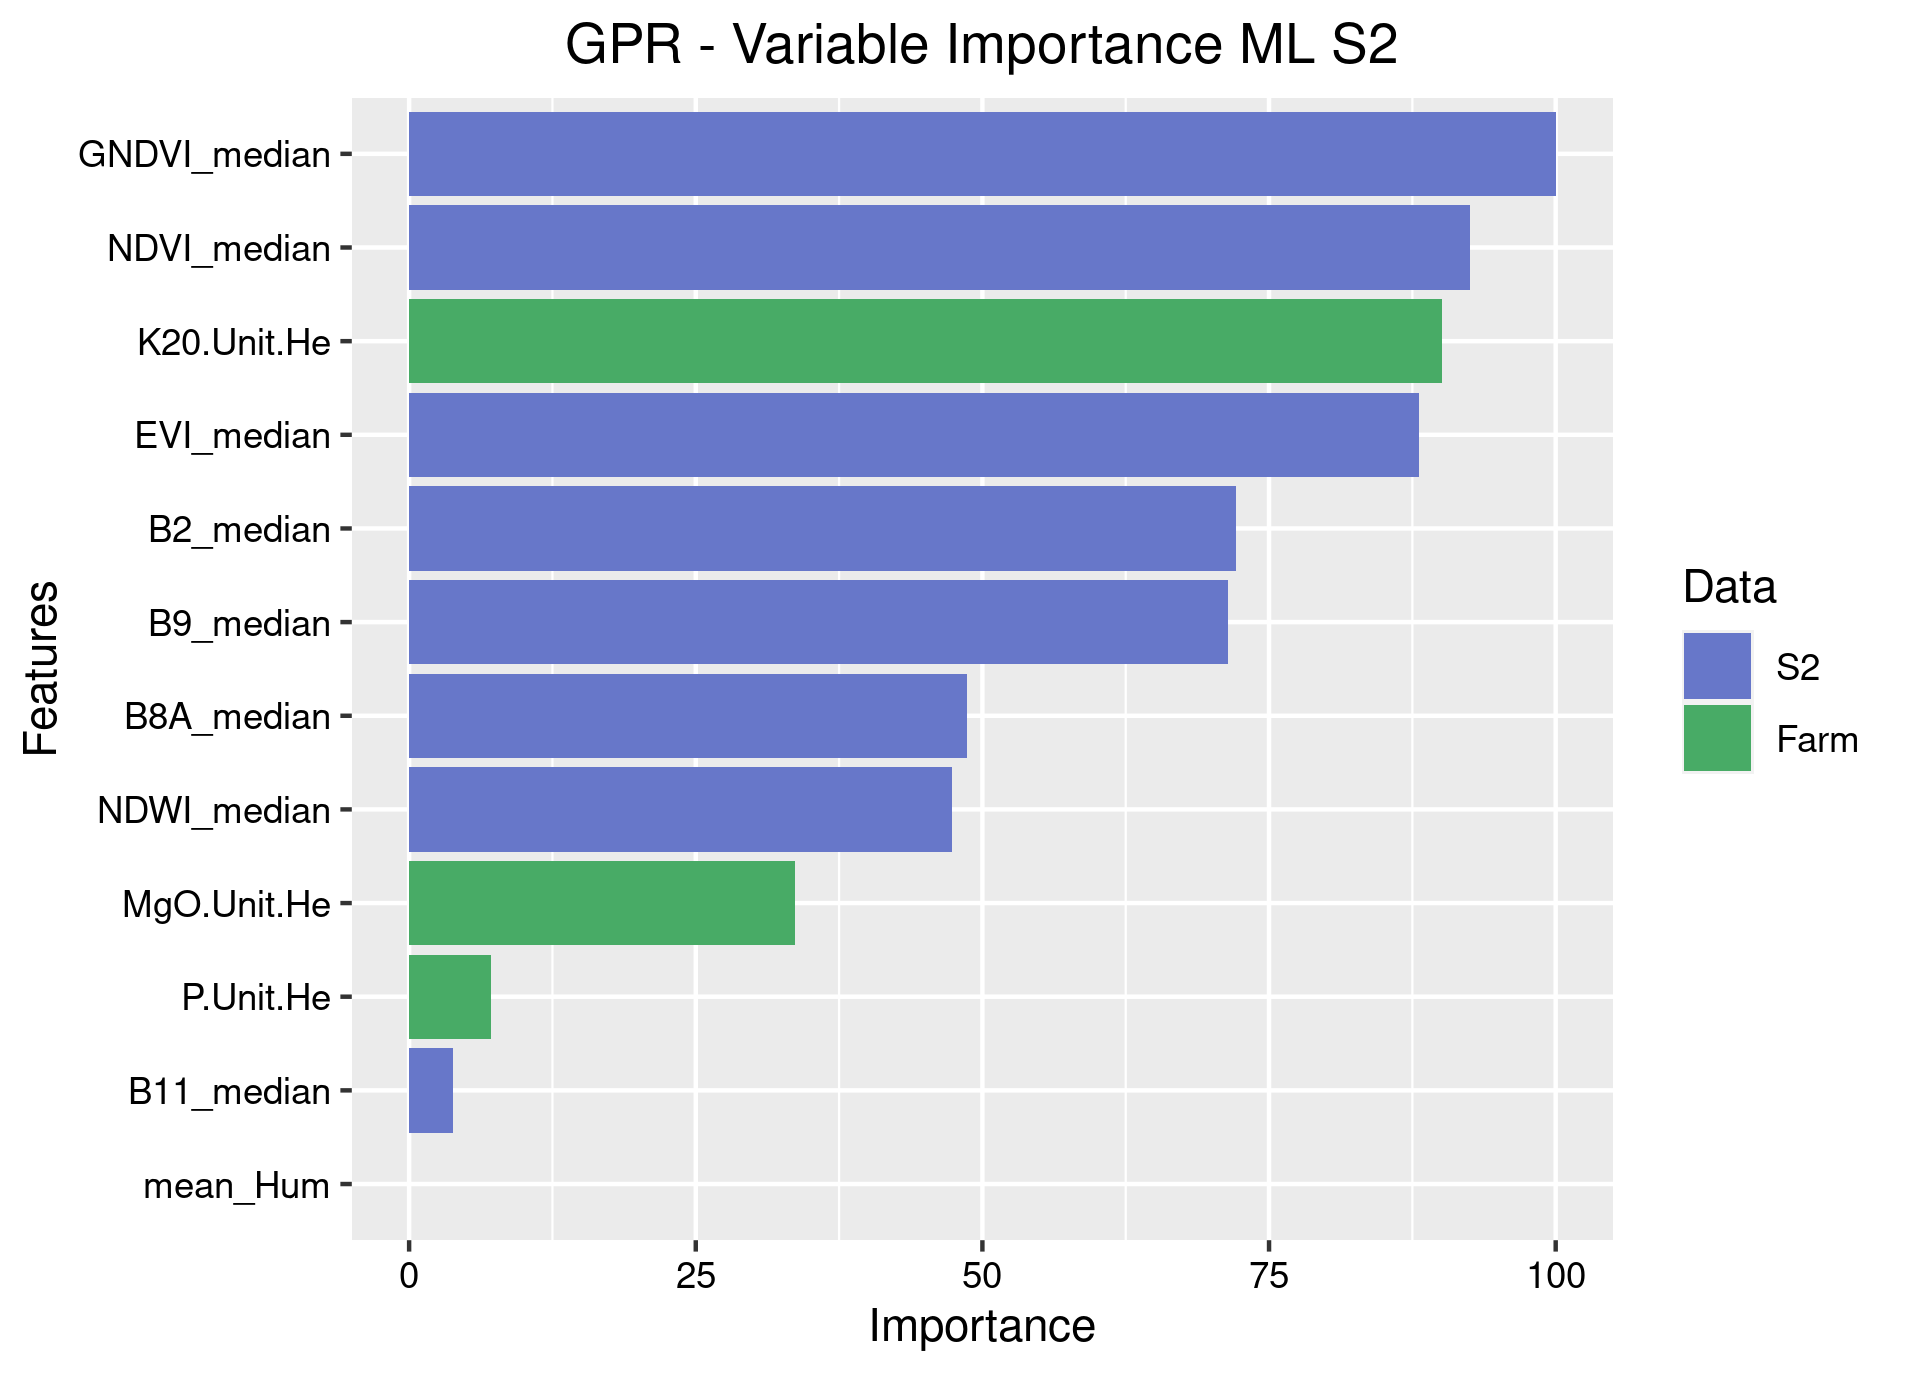 GPR - Variable Importance ML S2
GNDVI_median
NDVI_median
K20.Unit.He
EVI_median
B2_median
B9_median
B8A_median
NDWI_median
MgO.Unit.He
P.Unit.He
B11_median
mean_Hum
Features
0 25 50 75 100
Importance
Data
S2
Farm